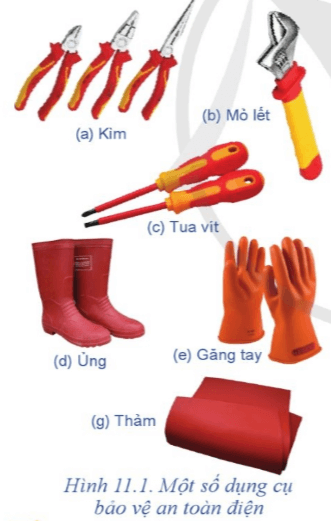 (a) Kìm
(b) Mỏ lết
(c) Tua vít
(d) Ủng
(e) Găng tay
(g) Thảm
Hình 11.1. Một số dụng cụ
bảo vệ an toàn điện